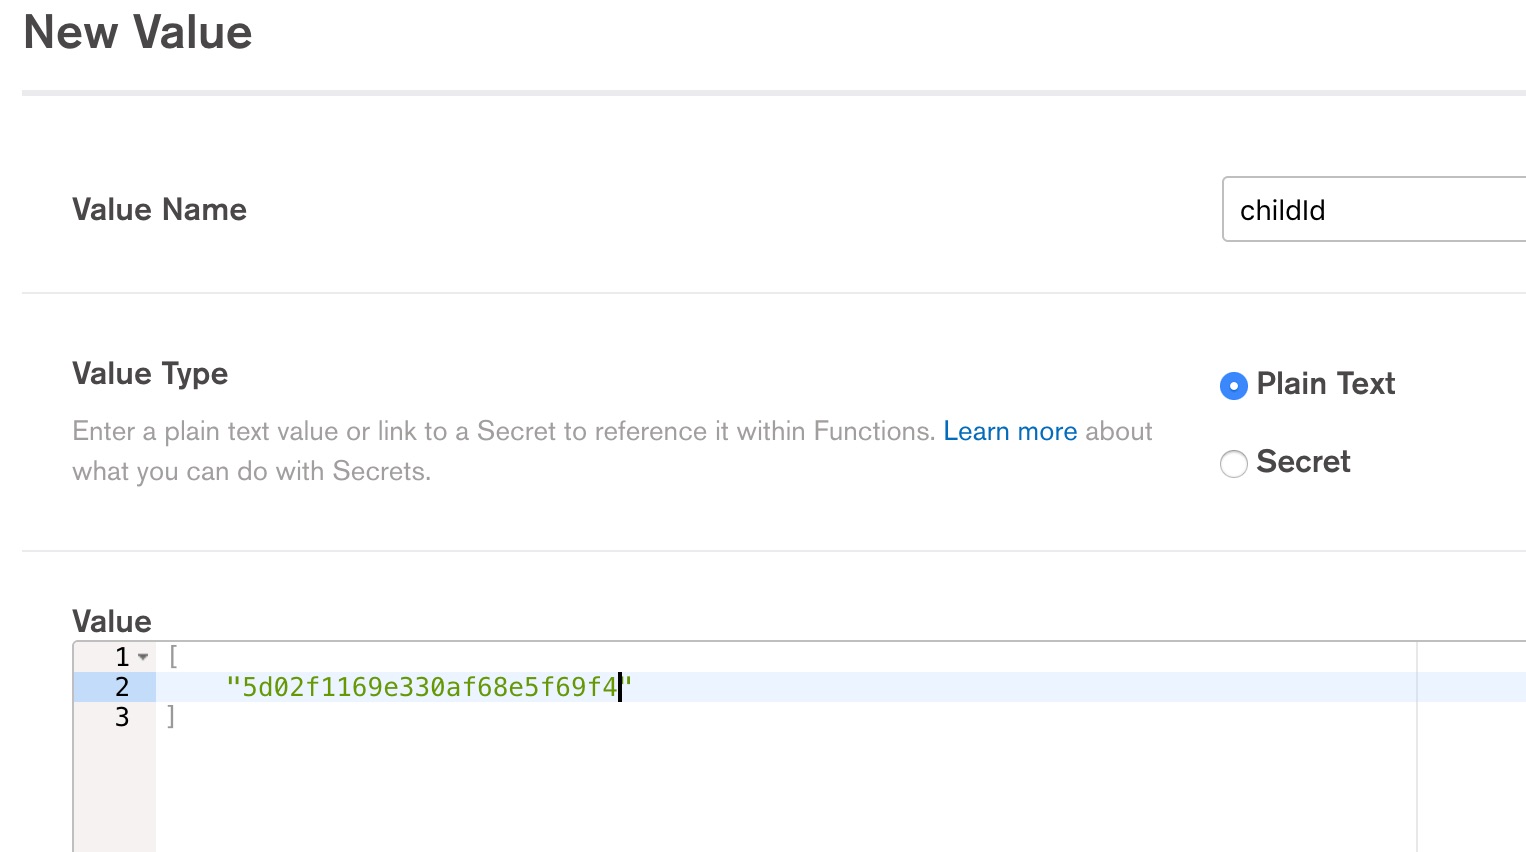 New Value
Value Name
childId
Value Type
Plain Text
Enter a plain text value or link to a Secret to reference it within Functions. Learn more about
what you can do with Secrets.
Secret
Value
1 [
2 "5d02f1169e330af68e5f69f4"
3 ]